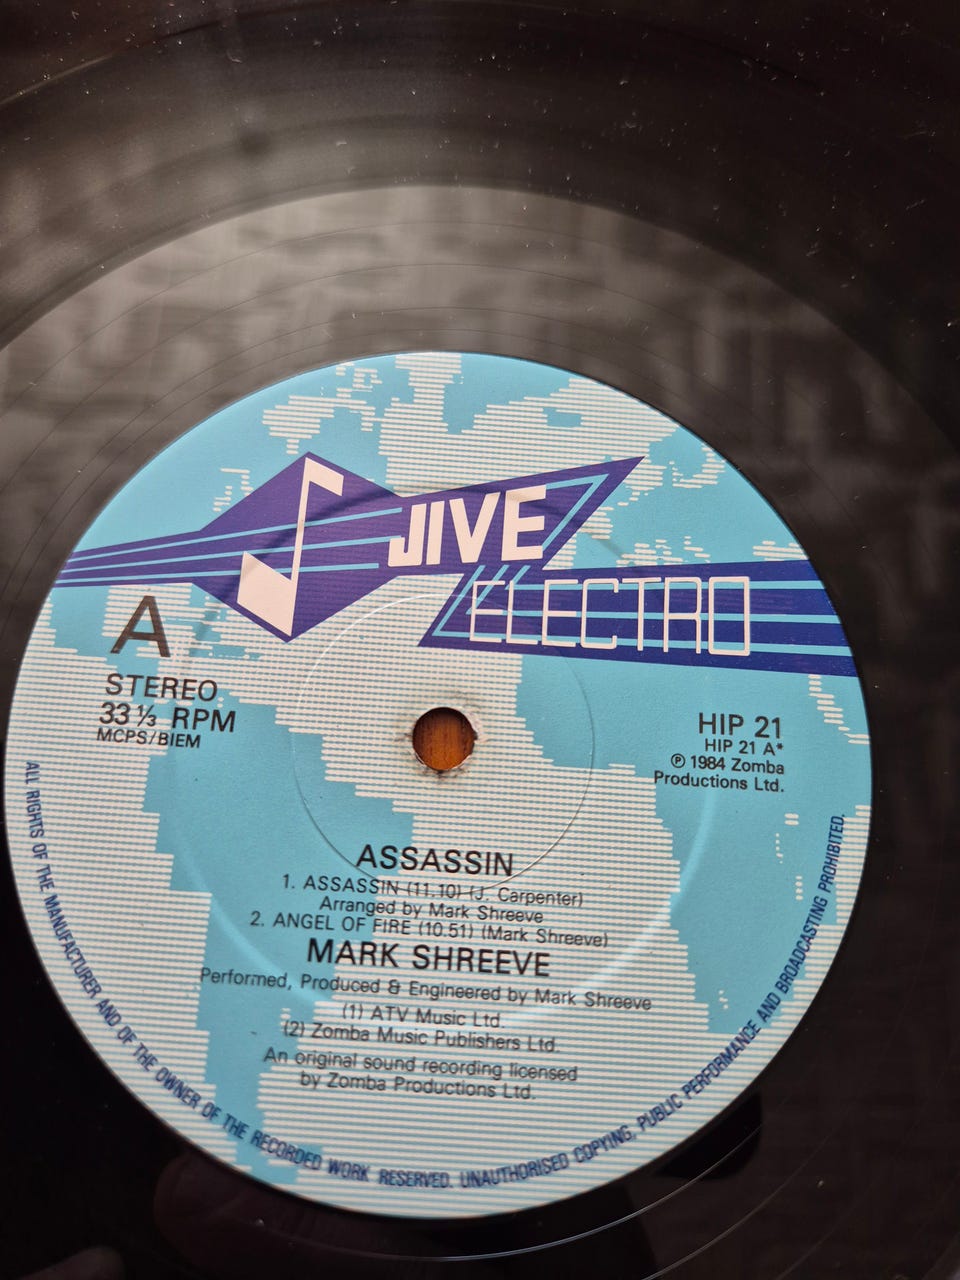 JIVE
ELECTRO
A
STEREO
33 ⅓ RPM
MCPS/BIEM
HIP 21
HIP 21 A*
℗ 1984 Zomba
Productions Ltd.
ASSASSIN
1. ASSASSIN (11.10) (J. Carpenter)
Arranged by Mark Shreeve
2. ANGEL OF FIRE (10.51) (Mark Shreeve)
MARK SHREEVE
Performed, Produced & Engineered by Mark Shreeve
(1) ATV Music Ltd.
(2) Zomba Music Publishers Ltd.
An original sound recording licensed
by Zomba Productions Ltd.
ALL RIGHTS OF THE MANUFACTURER AND OF THE OWNER OF THE RECORDED WORK RESERVED. UNAUTHORISED COPYING, PUBLIC PERFORMANCE AND BROADCASTING PROHIBITED.